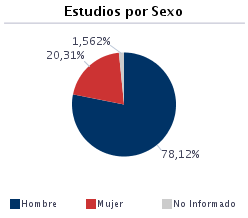 Estudios por Sexo
1,562%
20,31%
78,12%
Hombre
Mujer
No Informado